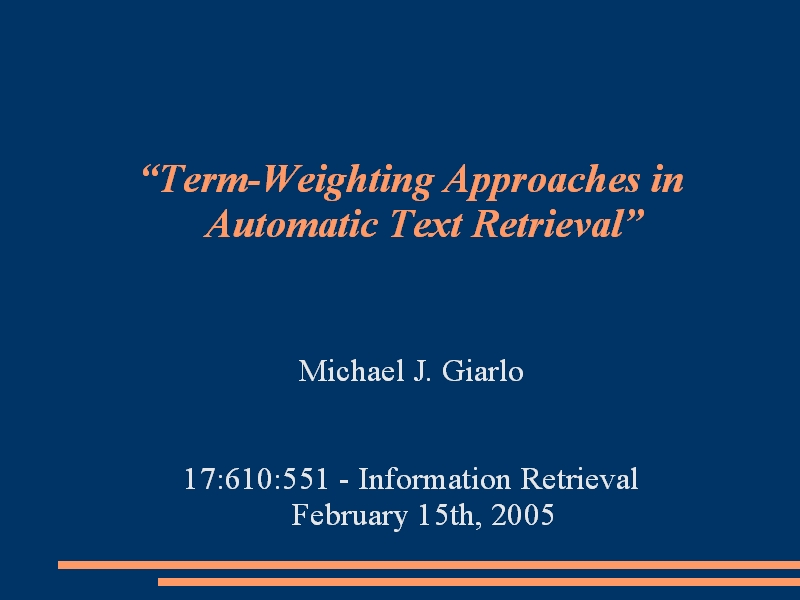 “Term-Weighting Approaches in
Automatic Text Retrieval”
Michael J. Giarlo
17:610:551 - Information Retrieval
February 15th, 2005